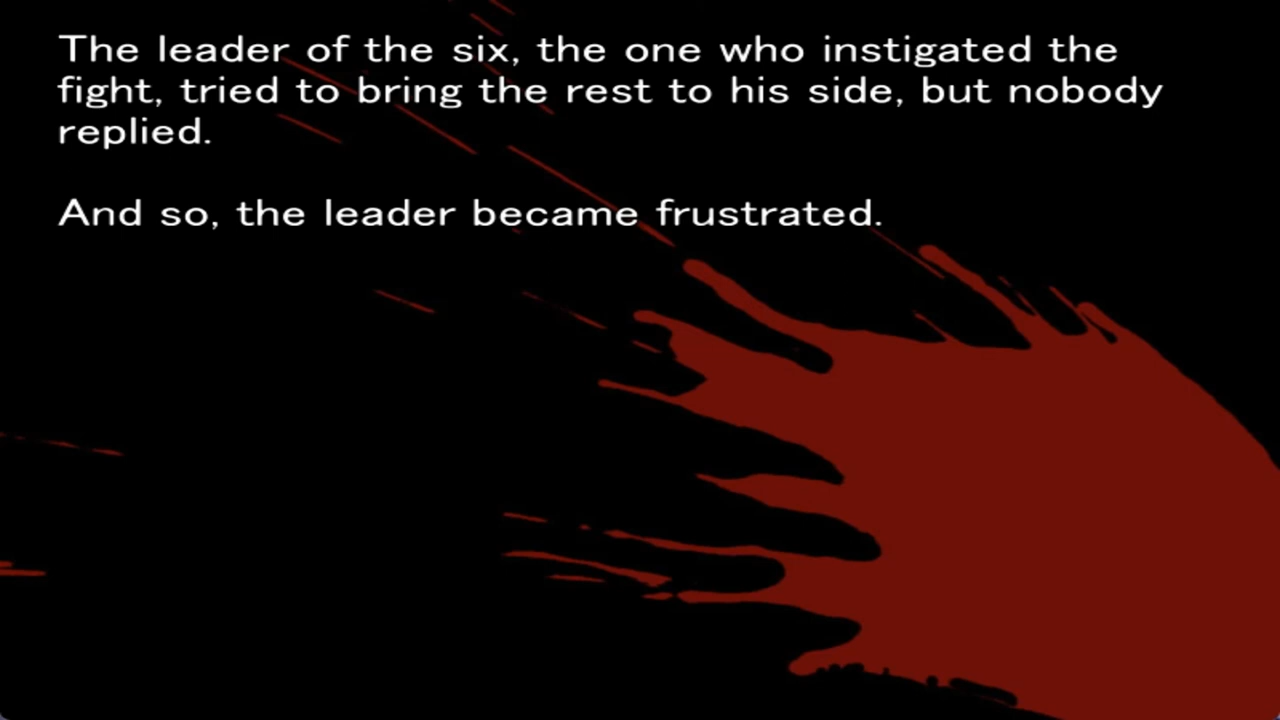 The leader of the six, the one who instigated the
fight, tried to bring the rest to his side, but nobody
replied.
And so, the leader became frustrated.